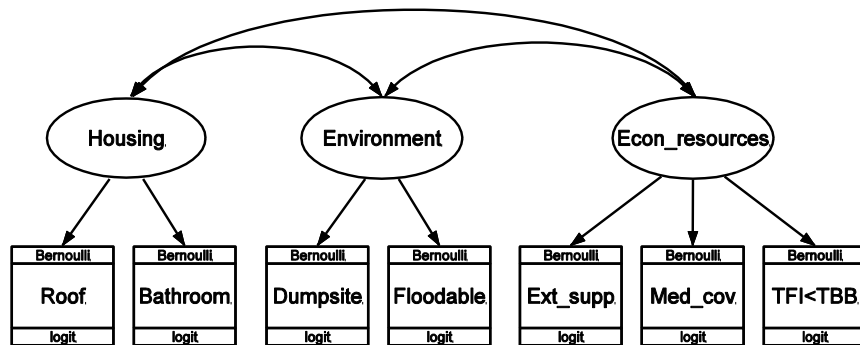 Housing
Environment
Econ_resources
Bernoulli
Roof
logit
Bernoulli
Bathroom
logit
Bernoulli
Dumpsite
logit
Bernoulli
Floodable
logit
Bernoulli
Ext_supp
logit
Bernoulli
Med_cov
logit
Bernoulli
TFI<TBB
logit